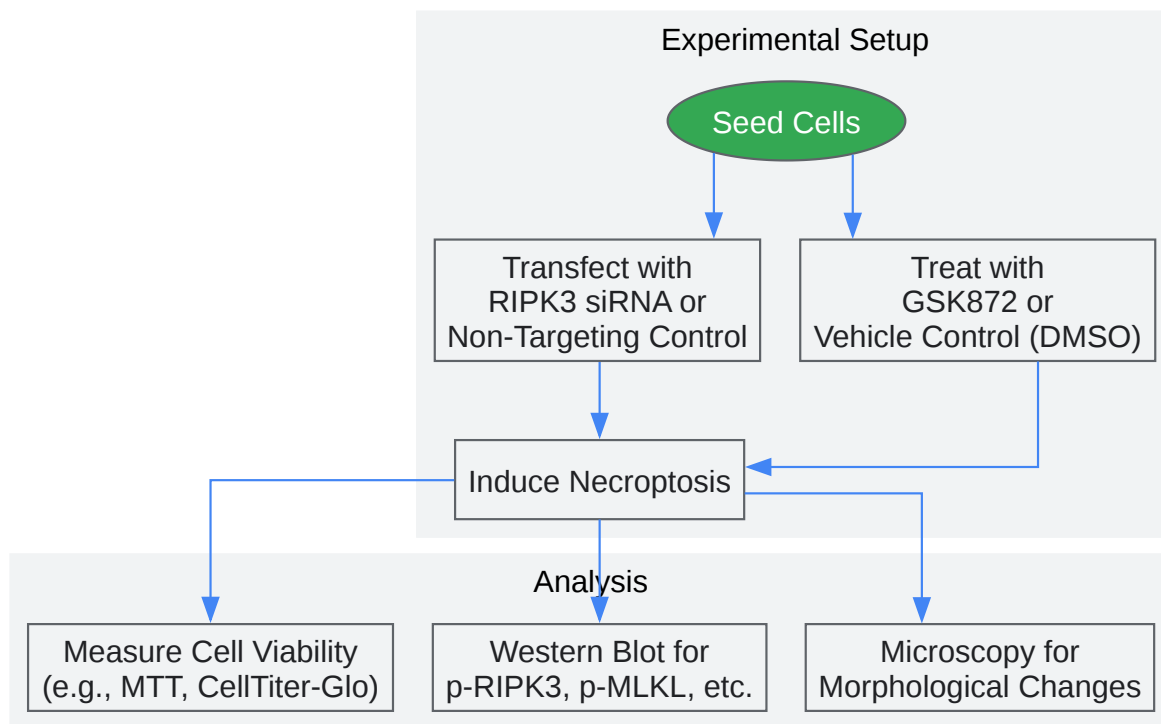 Experimental Setup
Seed Cells
Transfect with
RIPK3 siRNA or
Non-Targeting Control
Treat with
GSK872 or
Vehicle Control (DMSO)
Induce Necroptosis
Analysis
Measure Cell Viability
(e.g., MTT, CellTiter-Glo)
Western Blot for
p-RIPK3, p-MLKL, etc.
Microscopy for
Morphological Changes